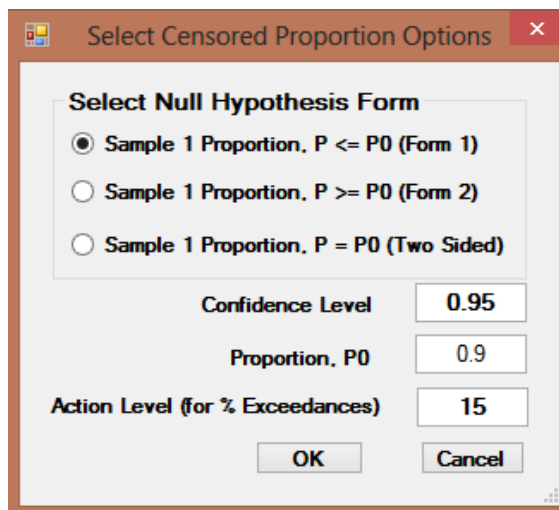 Select Censored Proportion Options
Select Null Hypothesis Form
Sample 1 Proportion, P <= P0 (Form 1)
Sample 1 Proportion, P >= P0 (Form 2)
Sample 1 Proportion, P = P0 (Two Sided)
Confidence Level 0.95
Proportion, P0 0.9
Action Level (for % Exceedances) 15
OK Cancel